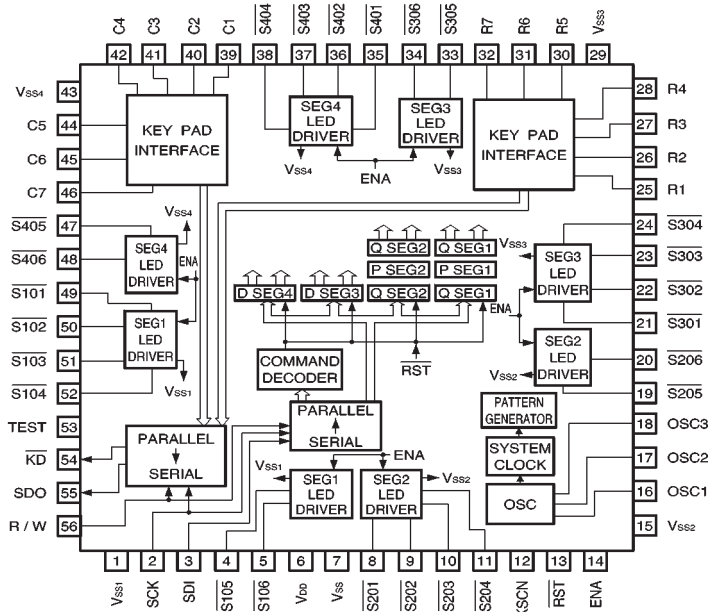 C4 C3 C2 C1 S404 S403 S402 S401 S306 S305 R7 R6 R5 VSS3
42 41 40 39 38 37 36 35 34 33 32 31 30 29
VSS4 43
C5 44
C6 45
C7 46
S405 47
S406 48
S101 49
S102 50
S103 51
S104 52
TEST 53
KD 54
SDO 55
R / W 56
KEY PAD
INTERFACE
SEG4
LED
DRIVER
VSS4
ENA
SEG3
LED
DRIVER
VSS3
KEY PAD
INTERFACE
28 R4
27 R3
26 R2
25 R1
24 S304
23 S303
22 S302
21 S301
20 S206
19 S205
18 OSC3
17 OSC2
16 OSC1
15 VSS2
VSS4
SEG4
LED
DRIVER
ENA
SEG1
LED
DRIVER
VSS1
Q SEG2 Q SEG1
P SEG2 P SEG1
D SEG4 D SEG3 Q SEG2 Q SEG1
VSS3
SEG3
LED
DRIVER
ENA
SEG2
LED
DRIVER
VSS2
COMMAND
DECODER
RST
PARALLEL
SERIAL
PARALLEL
SERIAL
ENA
VSS1
SEG1
LED
DRIVER
SEG2
LED
DRIVER
VSS2
PATTERN
GENERATOR
SYSTEM
CLOCK
OSC
1 2 3 4 5 6 7 8 9 10 11 12 13 14
VSS1 SCK SDI S105 S106 VDD VSS S201 S202 S203 S204 KSCN RST ENA